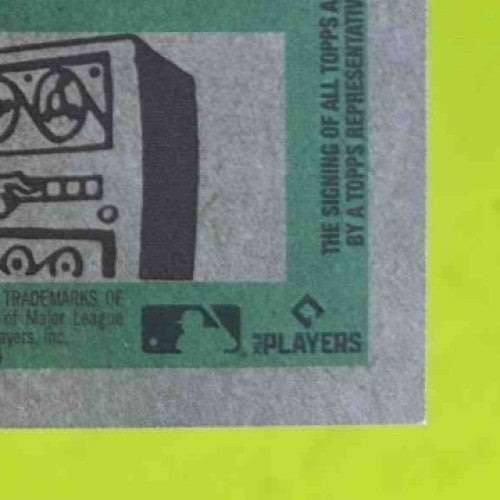 THE SIGNING OF ALL TOPPS A
BY A TOPPS REPRESENTATIV
TRADEMARKS OF
of Major League
ayers, Inc.
PLAYERS